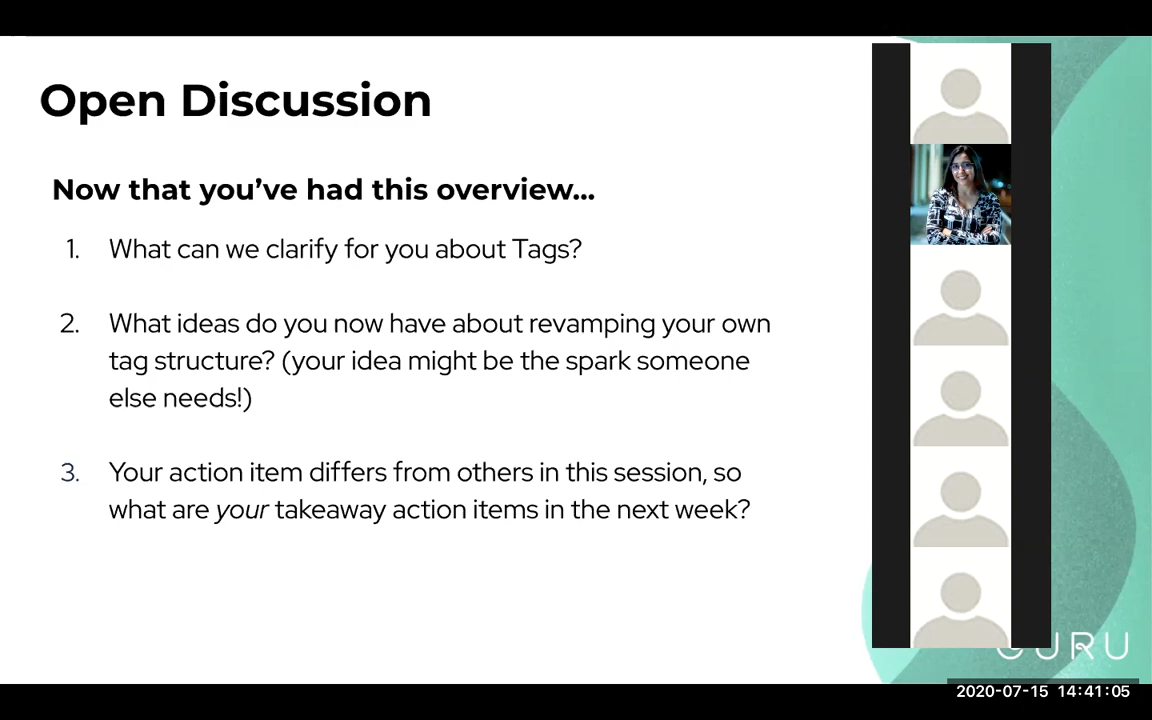 Open Discussion
Now that you've had this overview...
1. What can we clarify for you about Tags?
2. What ideas do you now have about revamping your own
tag structure? (your idea might be the spark someone
else needs!)
3. Your action item differs from others in this session, so
what are your takeaway action items in the next week?
GURU
2020-07-15 14:41:05